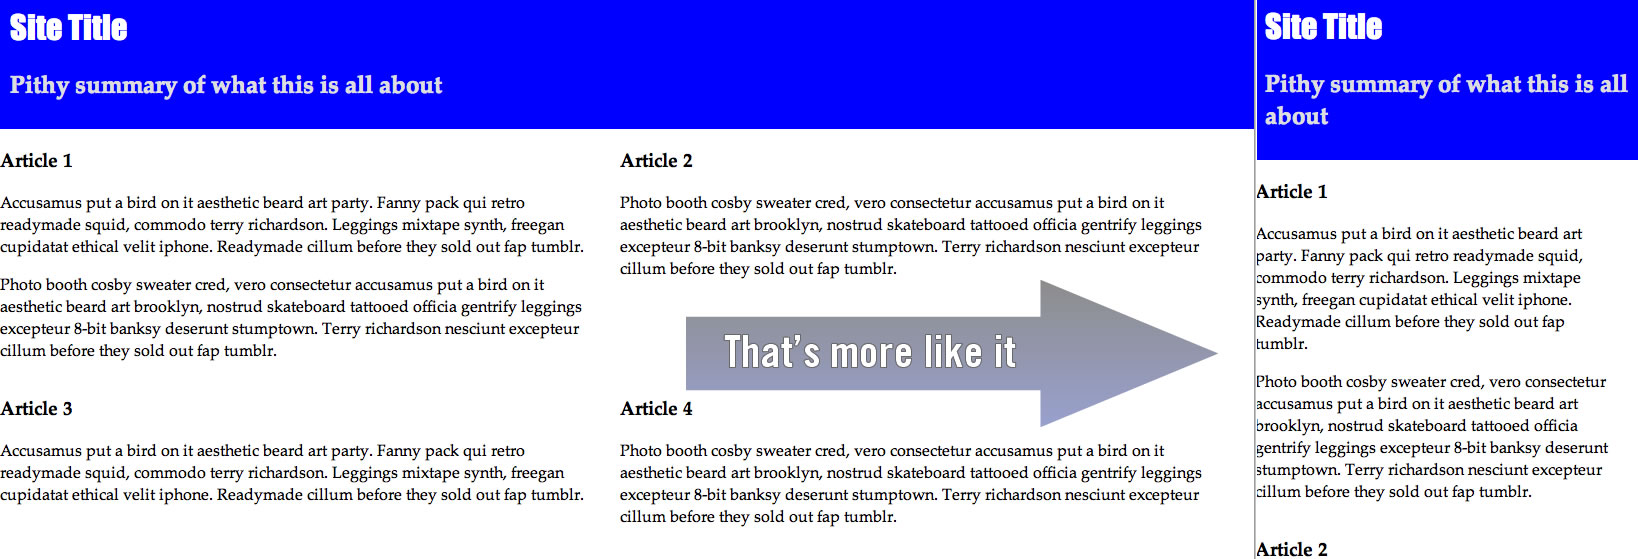 Site Title
Pithy summary of what this is all about
Article 1
Accusamus put a bird on it aesthetic beard art party. Fanny pack qui retro
readymade squid, commodo terry richardson. Leggings mixtape synth, freegan
cupidatat ethical velit iphone. Readymade cillum before they sold out fap tumblr.
Photo booth cosby sweater cred, vero consectetur accusamus put a bird on it
aesthetic beard art brooklyn, nostrud skateboard tattooed officia gentrify leggings
excepteur 8-bit banksy deserunt stumptown. Terry richardson nesciunt excepteur
cillum before they sold out fap tumblr.
Article 2
Photo booth cosby sweater cred, vero consectetur accusamus put a bird on it
aesthetic beard art brooklyn, nostrud skateboard tattooed officia gentrify leggings
excepteur 8-bit banksy deserunt stumptown. Terry richardson nesciunt excepteur
cillum before they sold out fap tumblr.
That's more like it
Article 3
Accusamus put a bird on it aesthetic beard art party. Fanny pack qui retro
readymade squid, commodo terry richardson. Leggings mixtape synth, freegan
cupidatat ethical velit iphone. Readymade cillum before they sold out fap tumblr.
Article 4
Photo booth cosby sweater cred, vero consectetur accusamus put a bird on it
aesthetic beard art brooklyn, nostrud skateboard tattooed officia gentrify leggings
excepteur 8-bit banksy deserunt stumptown. Terry richardson nesciunt excepteur
cillum before they sold out fap tumblr.
Site Title
Pithy summary of what this is all
about
Article 1
Accusamus put a bird on it aesthetic beard art
party. Fanny pack qui retro readymade squid,
commodo terry richardson. Leggings mixtape
synth, freegan cupidatat ethical velit iphone.
Readymade cillum before they sold out fap
tumblr.
Photo booth cosby sweater cred, vero consectetur
accusamus put a bird on it aesthetic beard art
brooklyn, nostrud skateboard tattooed officia
gentrify leggings excepteur 8-bit banksy deserunt
stumptown. Terry richardson nesciunt excepteur
cillum before they sold out fap tumblr.
Article 2